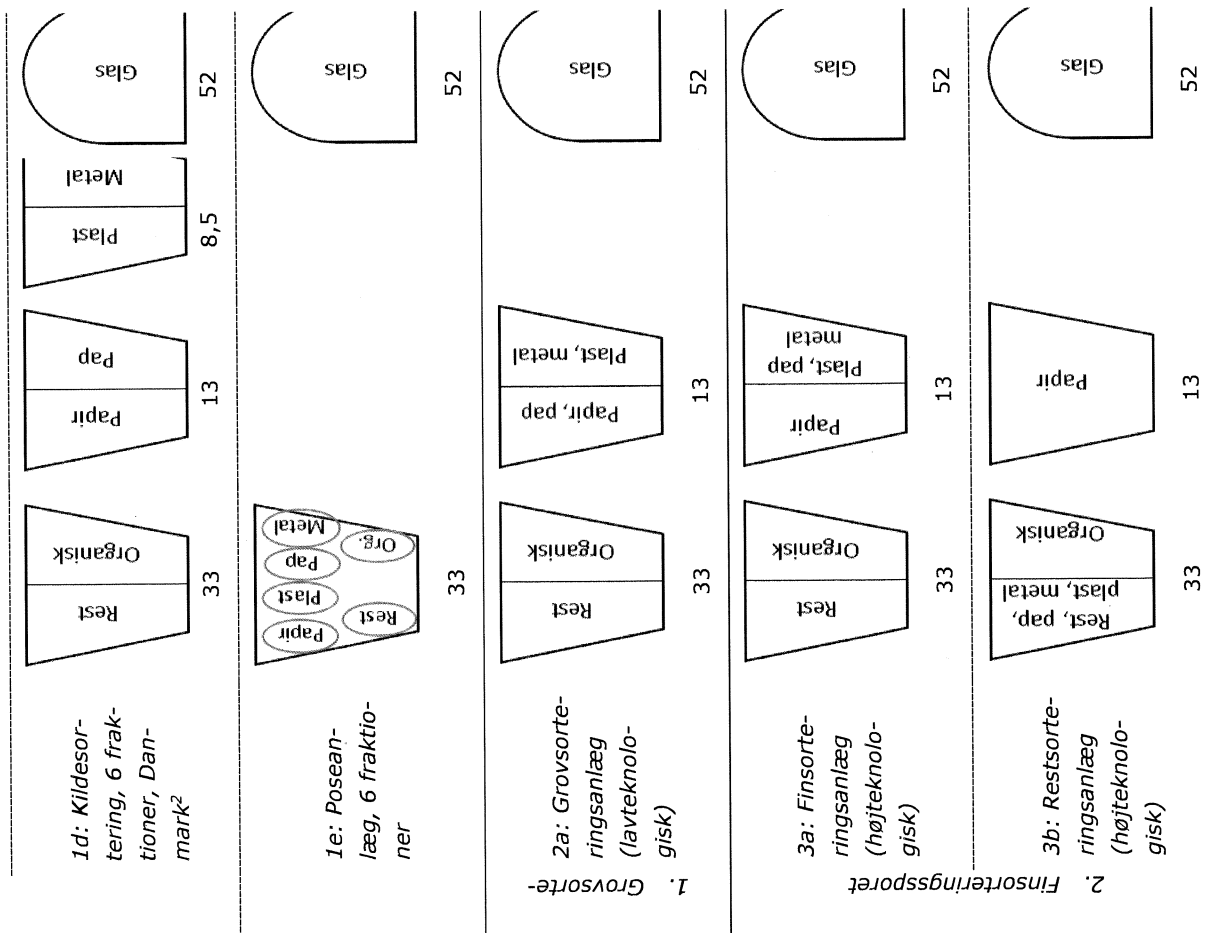 1d: Kildesor-
tering, 6 frak-
tioner, Dan-
mark²
Rest
Organisk
33
Papir
Pap
13
Plast
Metal
8,5
Glas
52
1e: Posean-
læg, 6 fraktio-
ner
Papir
Plast
Pap
Metal
Rest
Org.
33
Glas
52
1. Grovsorte-
2a: Grovsorte-
ringsanlæg
(lavteknolo-
gisk)
Rest
Organisk
33
Papir, pap
Plast, metal
13
Glas
52
2. Finsorteringssporet
3a: Finsorte-
ringsanlæg
(højteknolo-
gisk)
Rest
Organisk
33
Papir
Plast, pap
metal
13
Glas
52
3b: Restsorte-
ringsanlæg
(højteknolo-
gisk)
Rest, pap,
plast, metal
Organisk
33
Papir
13
Glas
52